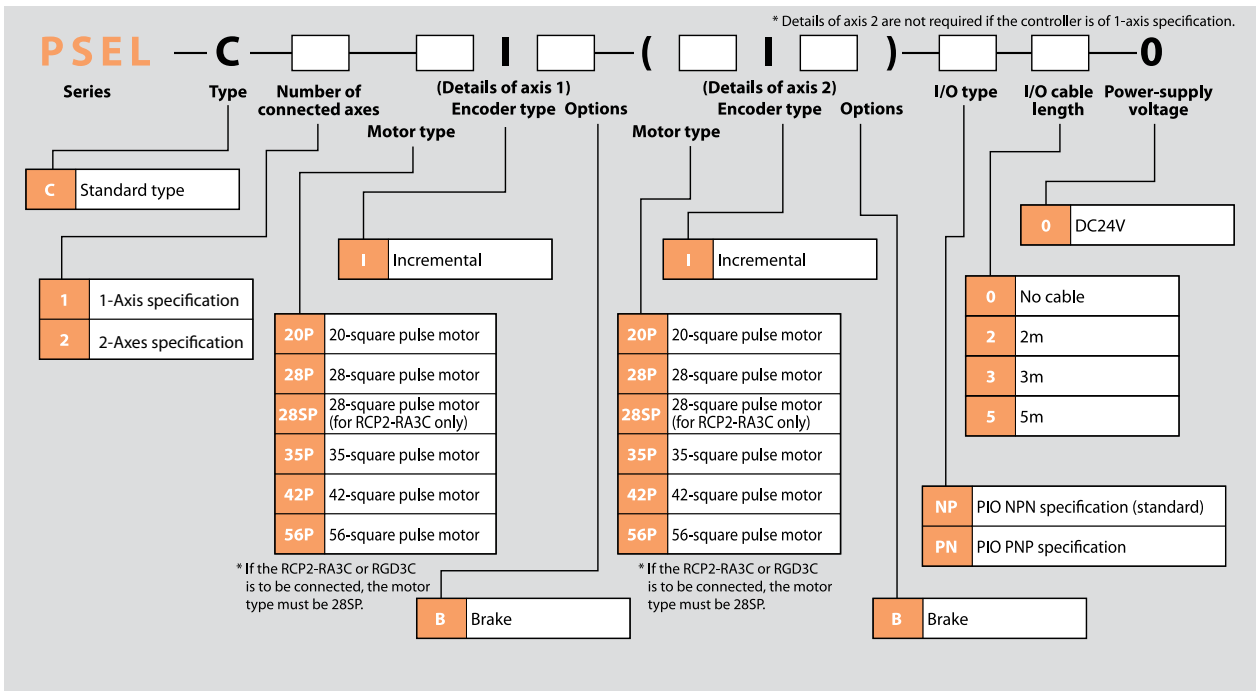 * Details of axis 2 are not required if the controller is of 1-axis specification.
PSEL — C — — I — ( I ) — — — 0
Series
Type
Number of
connected axes
(Details of axis 1)
Motor type
Encoder type
Options
(Details of axis 2)
Motor type
Encoder type
Options
I/O type
I/O cable
length
Power-supply
voltage
C Standard type
1 1-Axis specification
2 2-Axes specification
I Incremental
20P 20-square pulse motor
28P 28-square pulse motor
28SP 28-square pulse motor
(for RCP2-RA3C only)
35P 35-square pulse motor
42P 42-square pulse motor
56P 56-square pulse motor
* If the RCP2-RA3C or RGD3C
is to be connected, the motor
type must be 28SP.
B Brake
I Incremental
20P 20-square pulse motor
28P 28-square pulse motor
28SP 28-square pulse motor
(for RCP2-RA3C only)
35P 35-square pulse motor
42P 42-square pulse motor
56P 56-square pulse motor
* If the RCP2-RA3C or RGD3C
is to be connected, the motor
type must be 28SP.
B Brake
0 DC24V
0 No cable
2 2m
3 3m
5 5m
NP PIO NPN specification (standard)
PN PIO PNP specification